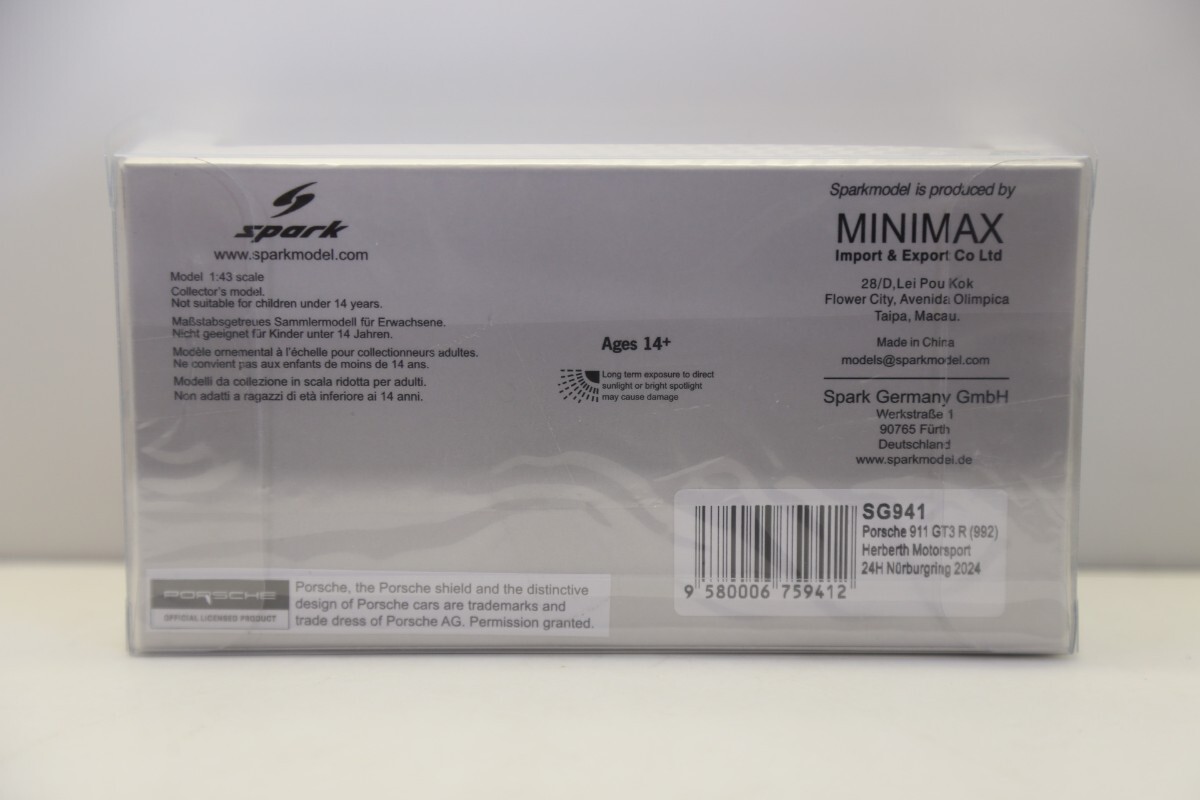 spark
www.sparkmodel.com
Model 1:43 scale
Collector's model.
Not suitable for children under 14 years.
Maßstabsgetreues Sammlermodell für Erwachsene.
Nicht geeignet für Kinder unter 14 Jahren.
Modèle ornemental à l'échelle pour collectionneurs adultes.
Ne convient pas aux enfants de moins de 14 ans.
Modelli da collezione in scala ridotta per adulti.
Non adatti a ragazzi di età inferiore ai 14 anni.
Ages 14+
Long term exposure to direct
sunlight or bright spotlight
may cause damage
Sparkmodel is produced by
MINIMAX
Import & Export Co Ltd
28/D,Lei Pou Kok
Flower City, Avenida Olimpica
Taipa, Macau.
Made in China
models@sparkmodel.com
Spark Germany GmbH
Werkstraße 1
90765 Fürth
Deutschland
www.sparkmodel.de
SG941
Porsche 911 GT3 R (992)
Herberth Motorsport
24H Nürburgring 2024
9 580006 759412
PORSCHE
OFFICIAL LICENSED PRODUCT
Porsche, the Porsche shield and the distinctive
design of Porsche cars are trademarks and
trade dress of Porsche AG. Permission granted.